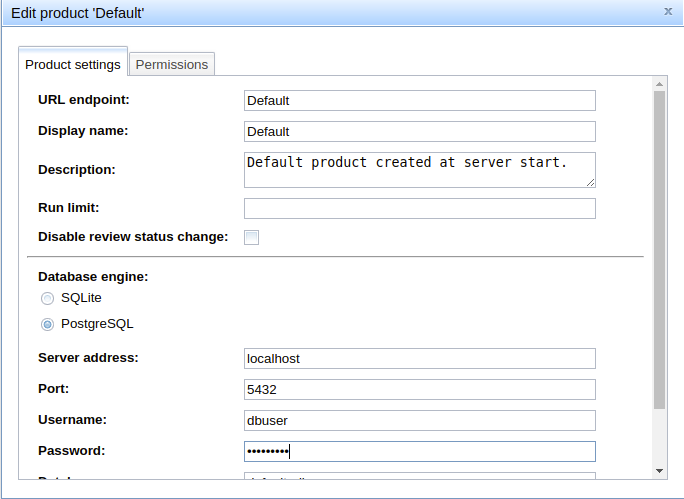 Edit product 'Default'
x
Product settings
Permissions
URL endpoint: Default
Display name: Default
Description: Default product created at server start.
Run limit:
Disable review status change:
Database engine:
SQLite
PostgreSQL
Server address: localhost
Port: 5432
Username: dbuser
Password: •••••••••